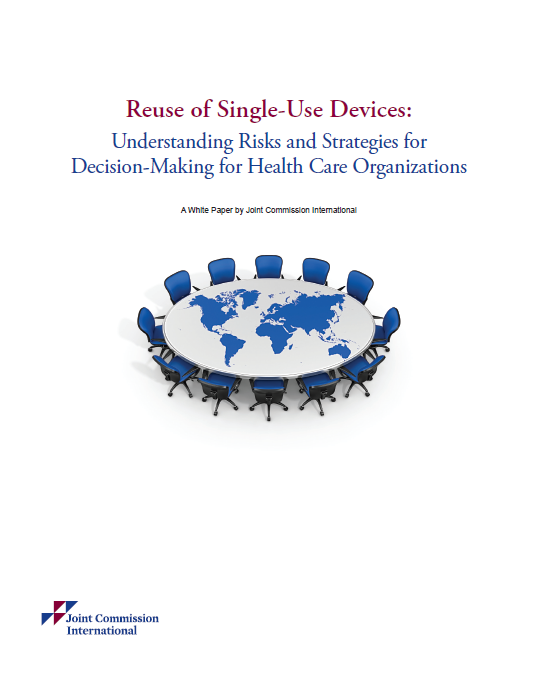 Reuse of Single-Use Devices:
Understanding Risks and Strategies for
Decision-Making for Health Care Organizations
A White Paper by Joint Commission International
Joint Commission
International